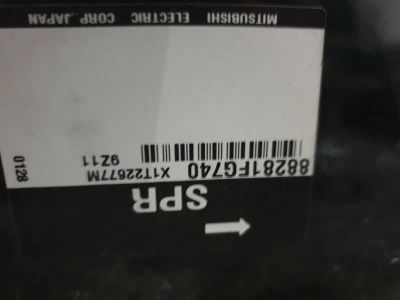 SPR
88281FG740
X1T22677M 9Z11 0128
MITSUBISHI ELECTRIC CORP. JAPAN